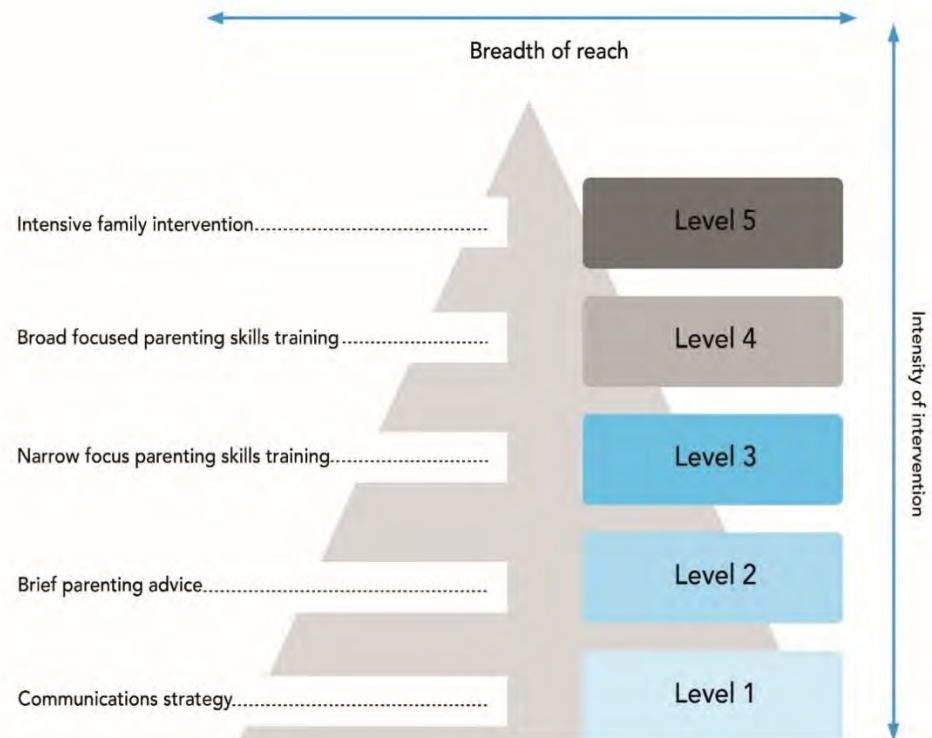 Breadth of reach
Intensive family intervention
Level 5
Broad focused parenting skills training
Level 4
Narrow focus parenting skills training
Level 3
Brief parenting advice
Level 2
Communications strategy
Level 1
Intensity of intervention